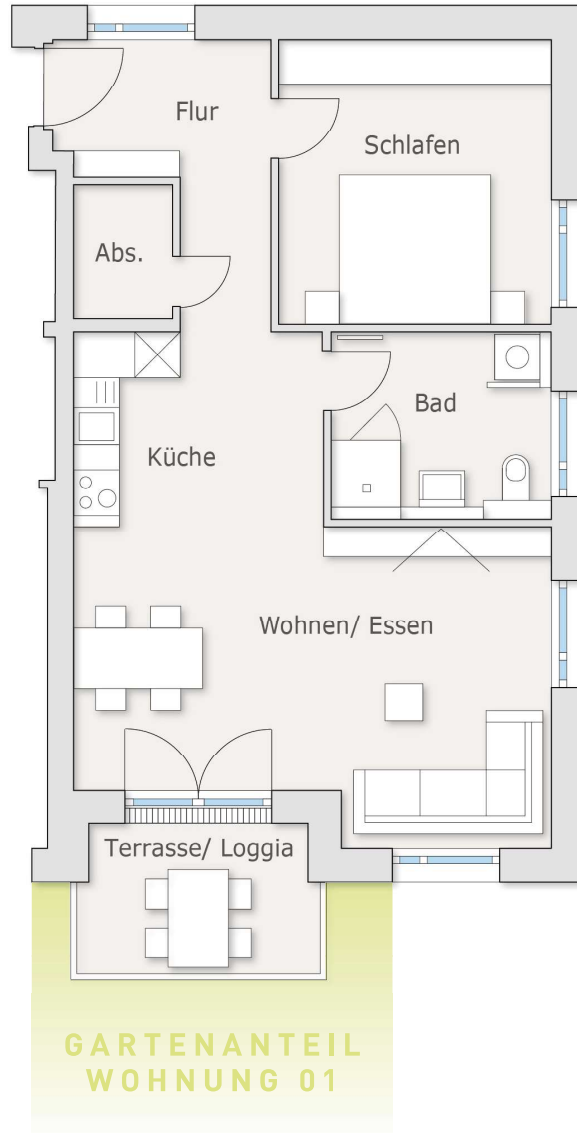 Flur
Schlafen
Abs.
Bad
Küche
Wohnen/ Essen
Terrasse/ Loggia
GARTENANTEIL
WOHNUNG 01